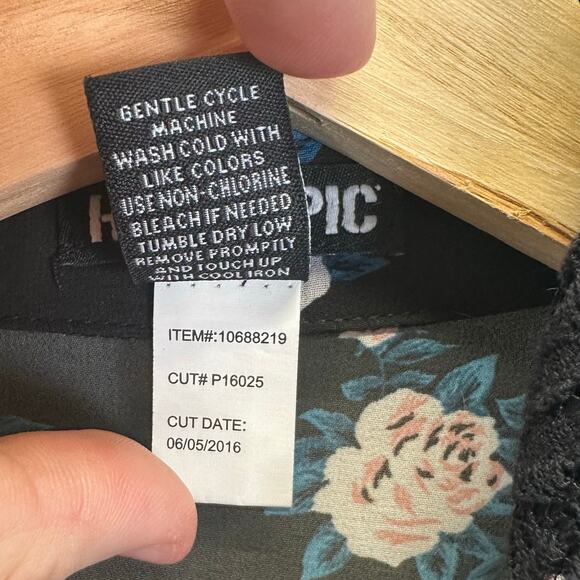 GENTLE CYCLE
MACHINE
WASH COLD WITH
LIKE COLORS
USE NON-CHLORINE
BLEACH IF NEEDED
TUMBLE DRY LOW
REMOVE PROMPTLY
AND TOUCH UP
WITH COOL IRON
H PIC
ITEM#:10688219
CUT# P16025
CUT DATE:
06/05/2016